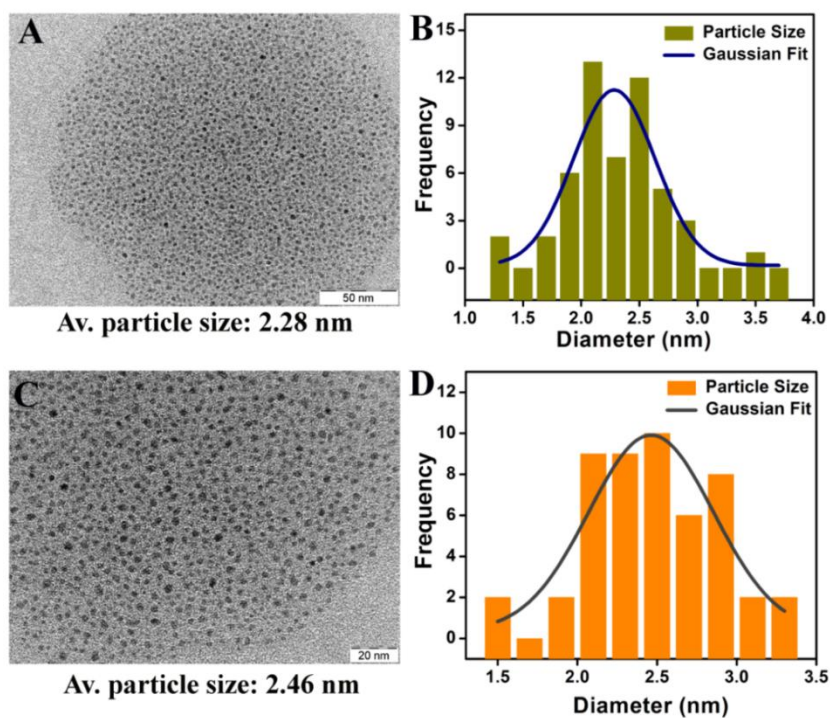 A
50 nm
Av. particle size: 2.28 nm
B
Particle Size
Gaussian Fit
Frequency
15
12
9
6
3
0
1.0 1.5 2.0 2.5 3.0 3.5 4.0
Diameter (nm)
C
20 nm
Av. particle size: 2.46 nm
D
Particle Size
Gaussian Fit
Frequency
12
10
8
6
4
2
0
1.5 2.0 2.5 3.0 3.5
Diameter (nm)